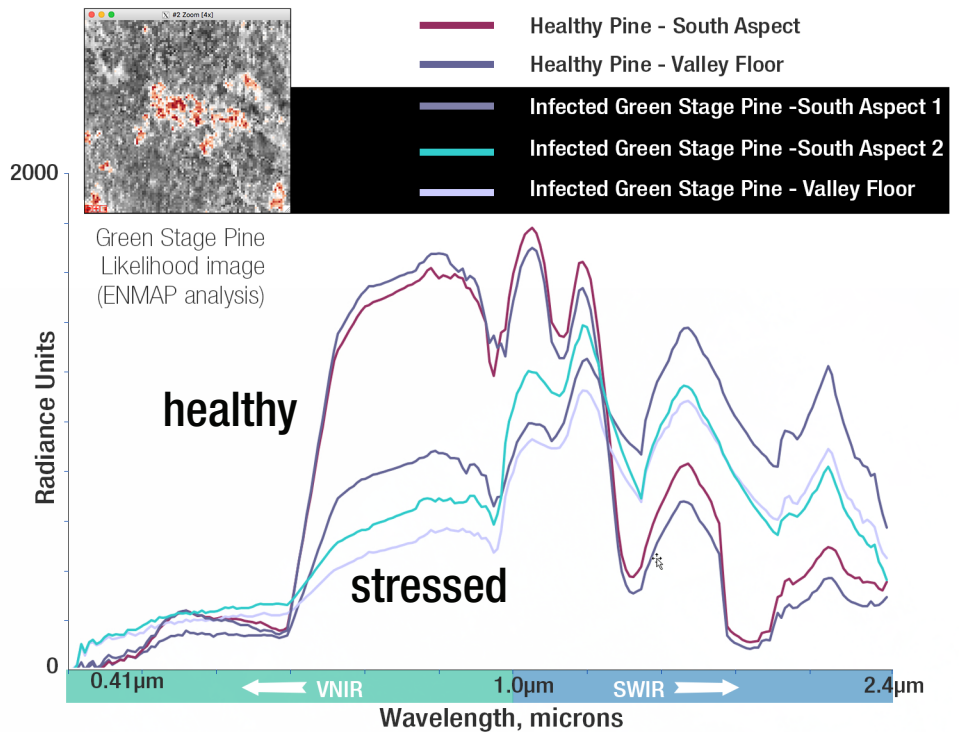 #2 Zoom [4x]
Healthy Pine - South Aspect
Healthy Pine - Valley Floor
Infected Green Stage Pine -South Aspect 1
Infected Green Stage Pine -South Aspect 2
Infected Green Stage Pine - Valley Floor
2000
Green Stage Pine
Likelihood image
(ENMAP analysis)
Radiance Units
healthy
stressed
0
0.41µm
1.0µm
2.4µm
VNIR
SWIR
Wavelength, microns